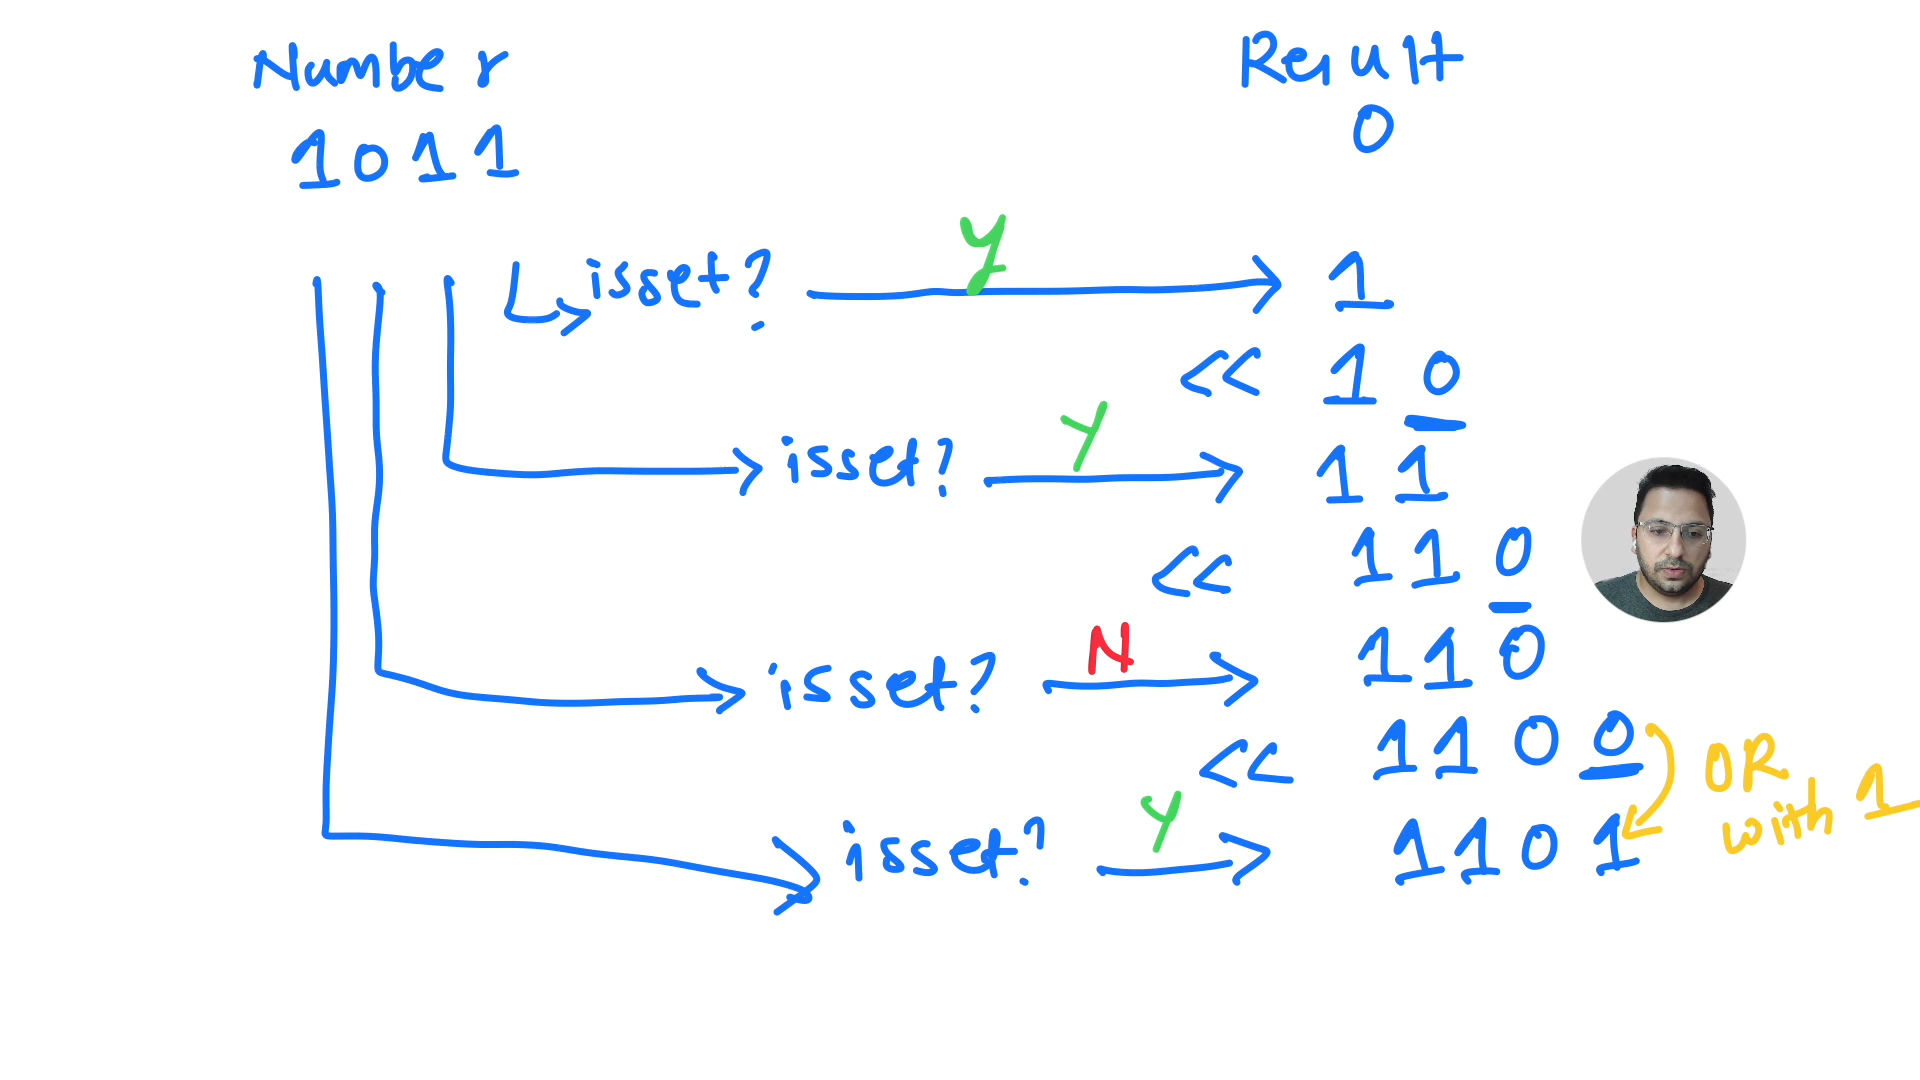 Number Result
1011 0
isset? Y 1
<< 10
isset? Y 11
<< 110
isset? N 110
<< 1100
OR with 1
isset? Y 1101